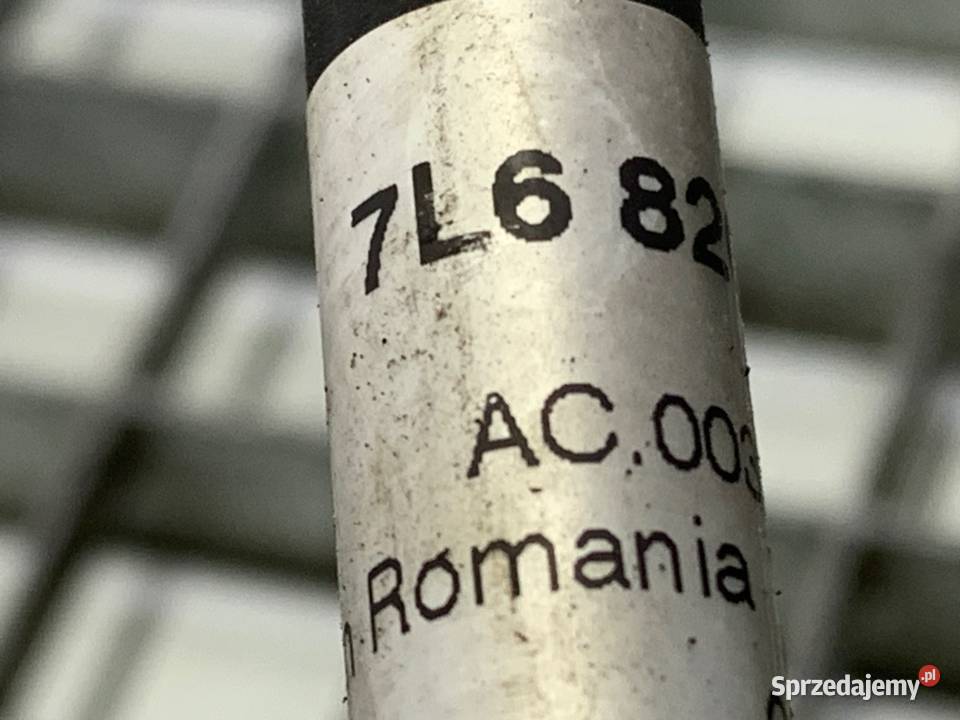 7L6 82
AC.003
Romania
Sprzedajemy.pl